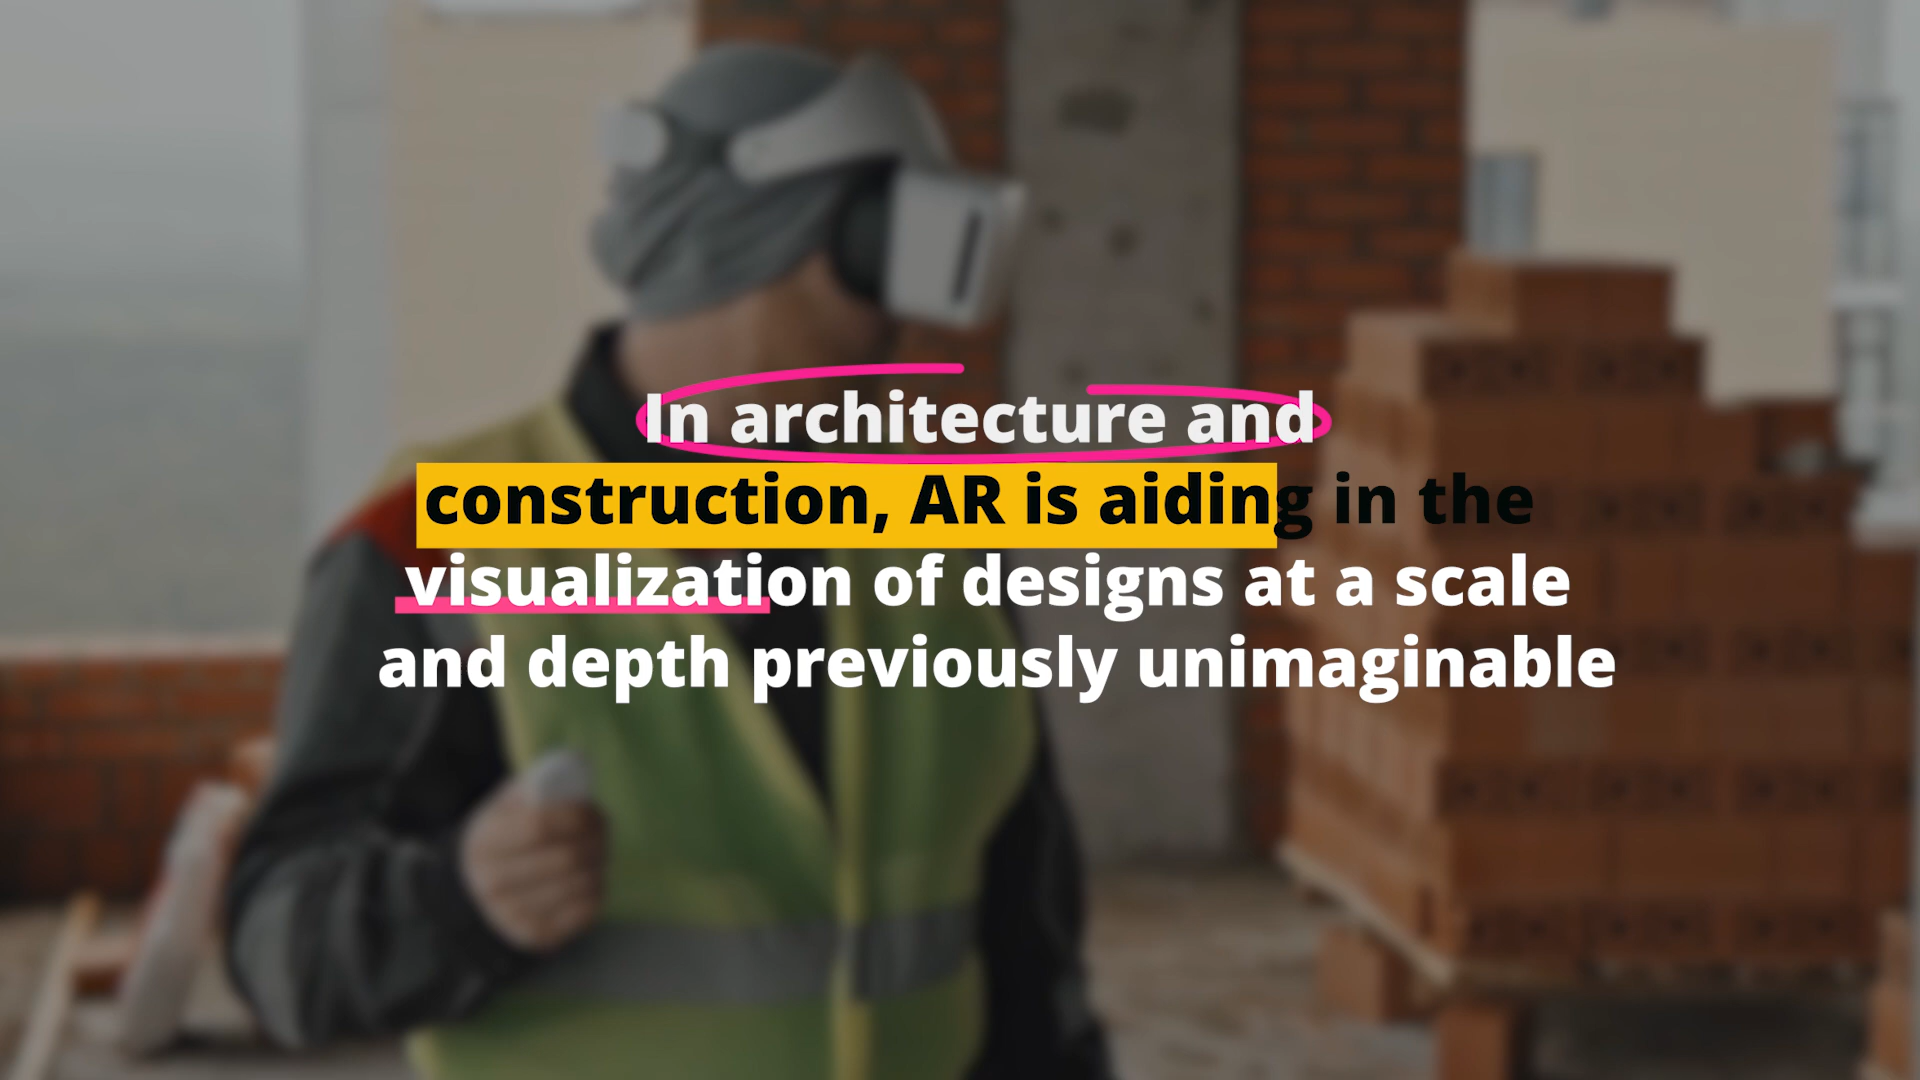 In architecture and
construction, AR is aiding in the
visualization of designs at a scale
and depth previously unimaginable